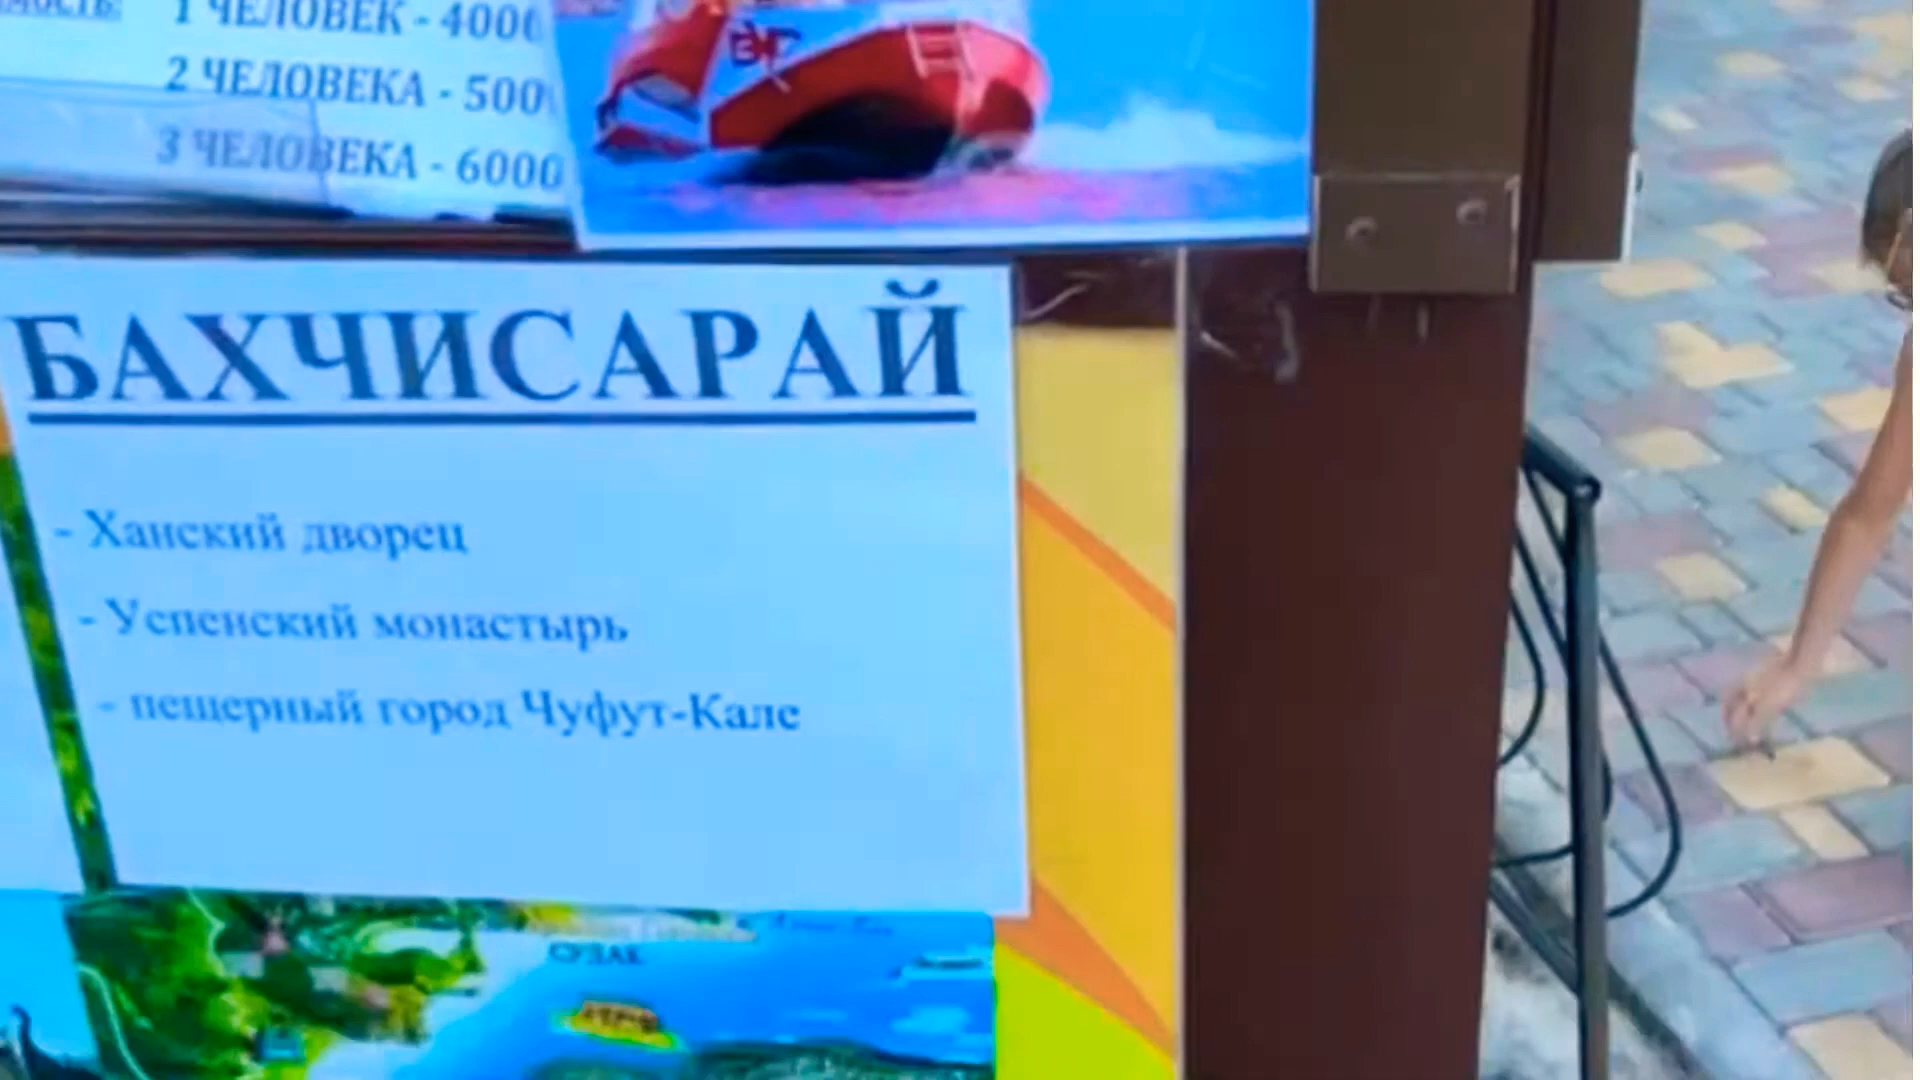 1 ЧЕЛОВЕК - 4000
2 ЧЕЛОВЕКА - 5000
3 ЧЕЛОВЕКА - 6000
БАХЧИСАРАЙ
- Ханский дворец
- Успенский монастырь
- пещерный город Чуфут-Кале
СУДАК